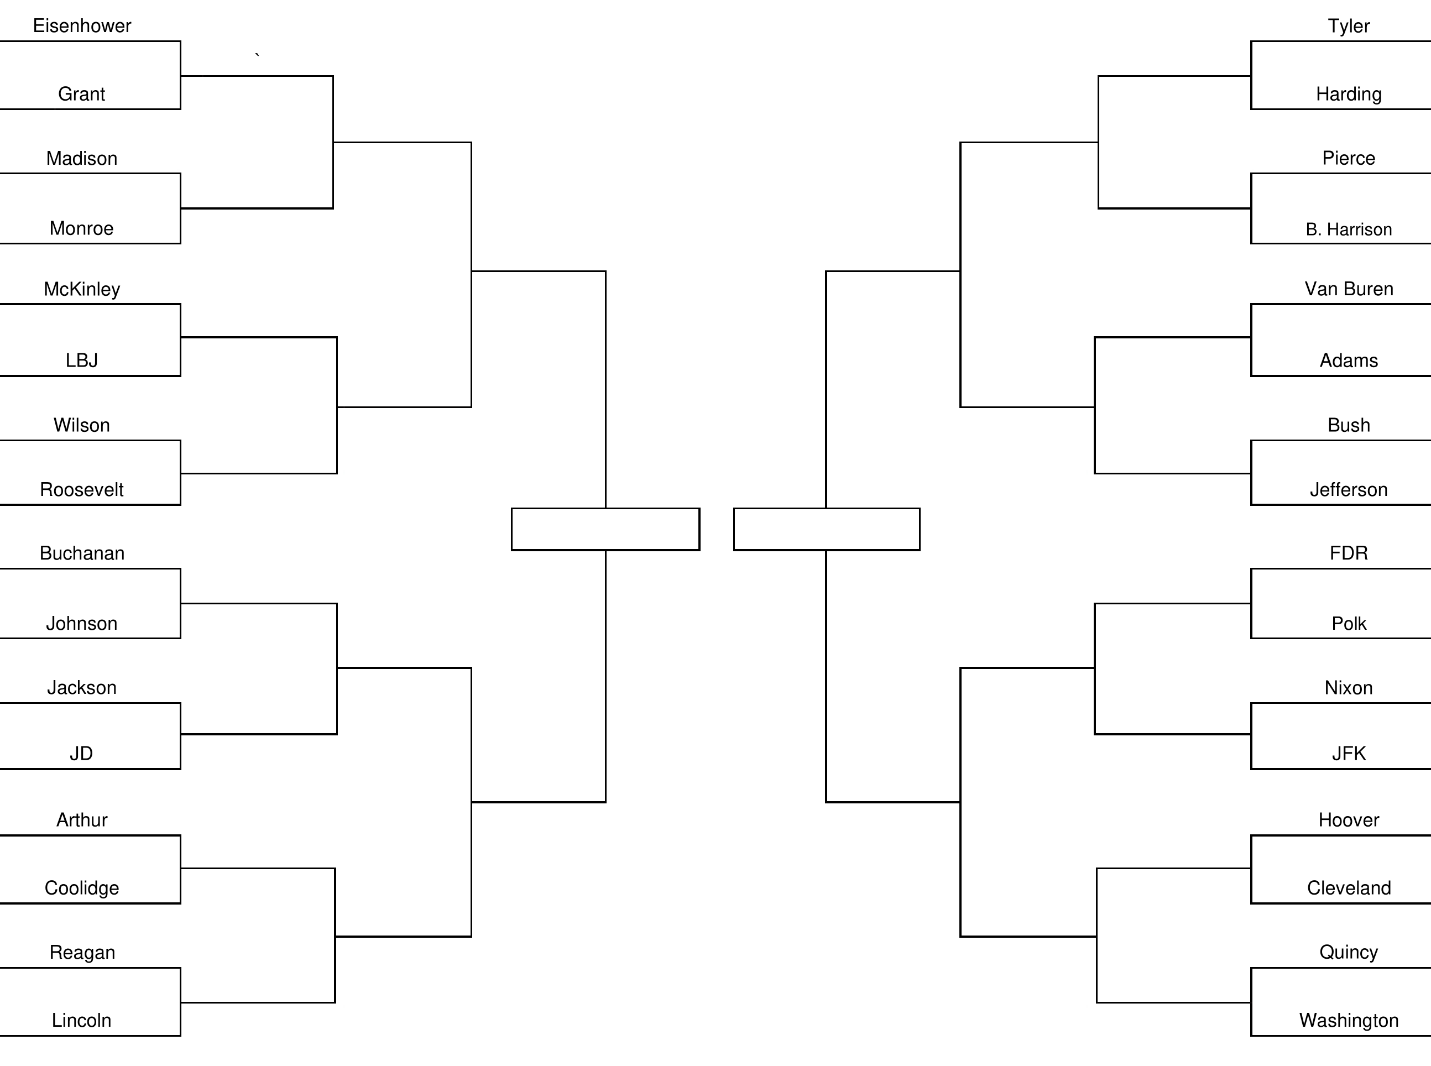 Eisenhower
`
Grant
Madison
Monroe
McKinley
LBJ
Wilson
Roosevelt
Buchanan
Johnson
Jackson
JD
Arthur
Coolidge
Reagan
Lincoln
Tyler
Harding
Pierce
B. Harrison
Van Buren
Adams
Bush
Jefferson
FDR
Polk
Nixon
JFK
Hoover
Cleveland
Quincy
Washington